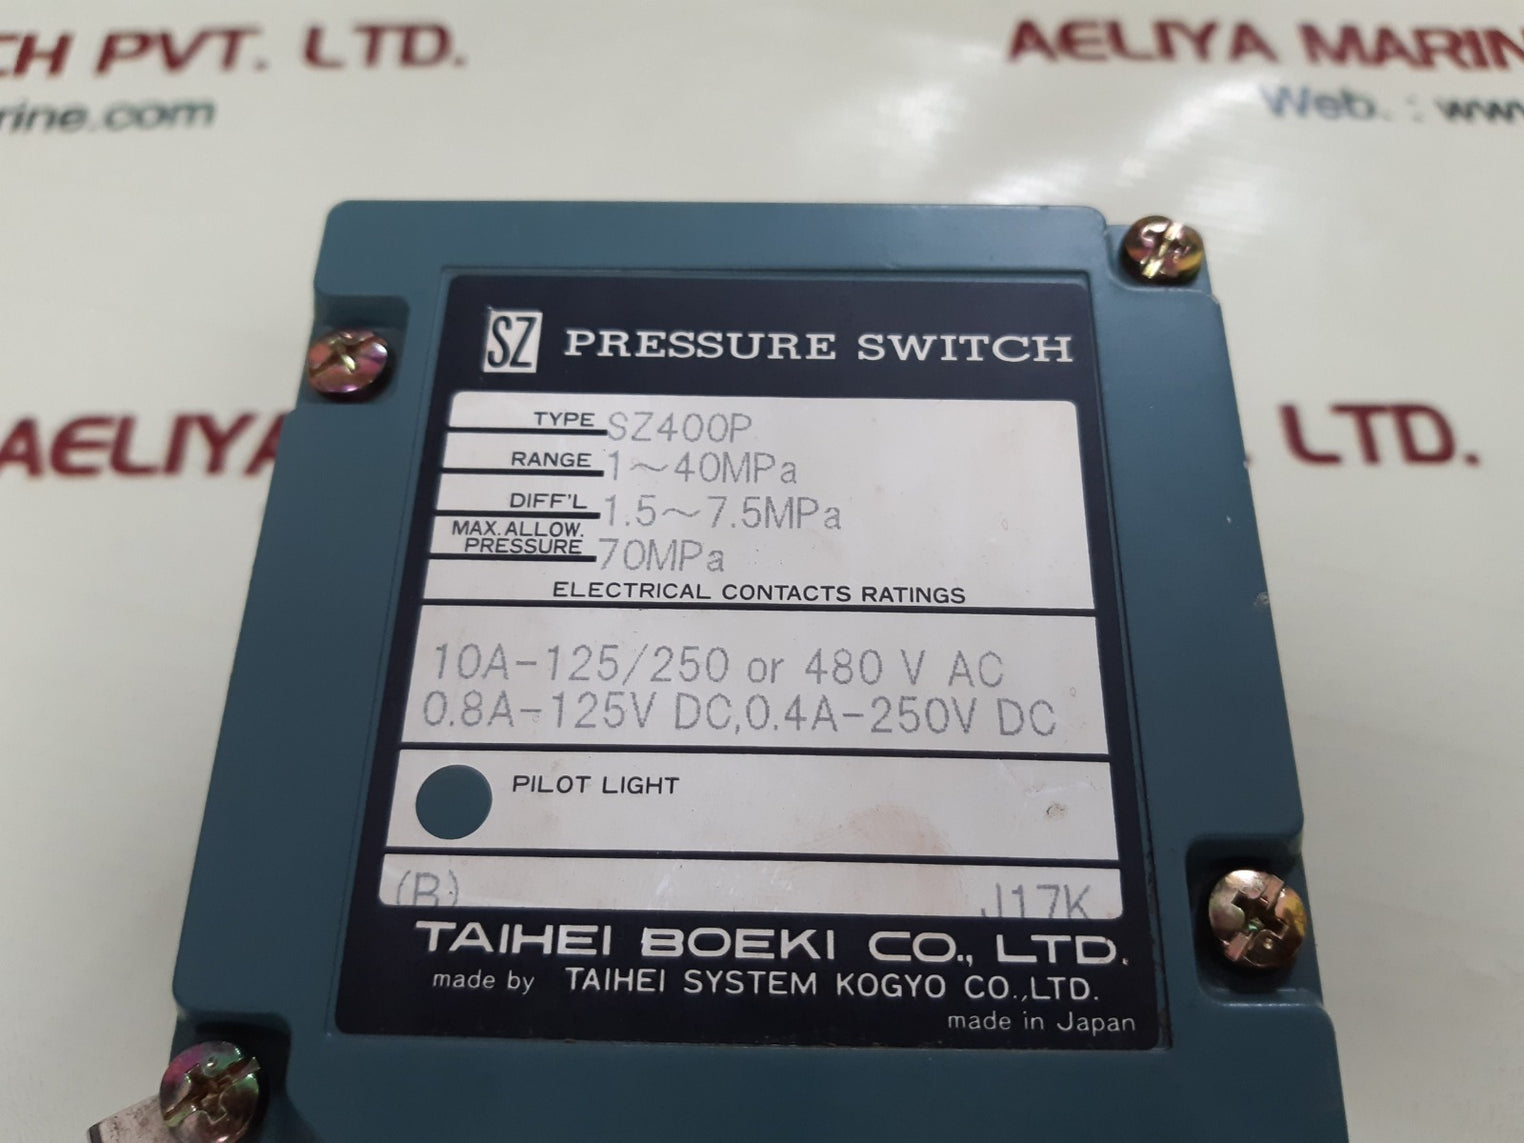 CH PVT. LTD.
AELIYA MARIN
rine.com
Web. : www
SZ PRESSURE SWITCH
TYPE SZ400P
RANGE 1~40MPa
DIFF'L 1.5~7.5MPa
MAX. ALLOW.
PRESSURE 70MPa
ELECTRICAL CONTACTS RATINGS
10A-125/250 or 480 V AC
0.8A-125V DC,0.4A-250V DC
PILOT LIGHT
(B) J17K
TAIHEI BOEKI CO., LTD.
made by TAIHEI SYSTEM KOGYO CO.,LTD.
made in Japan
AELIYA
LTD.